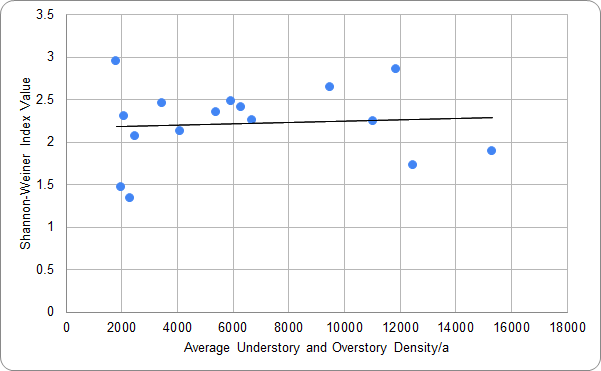 3.5
3
2.5
2
1.5
1
0.5
0
Shannon-Weiner Index Value
0 2000 4000 6000 8000 10000 12000 14000 16000 18000
Average Understory and Overstory Density/a